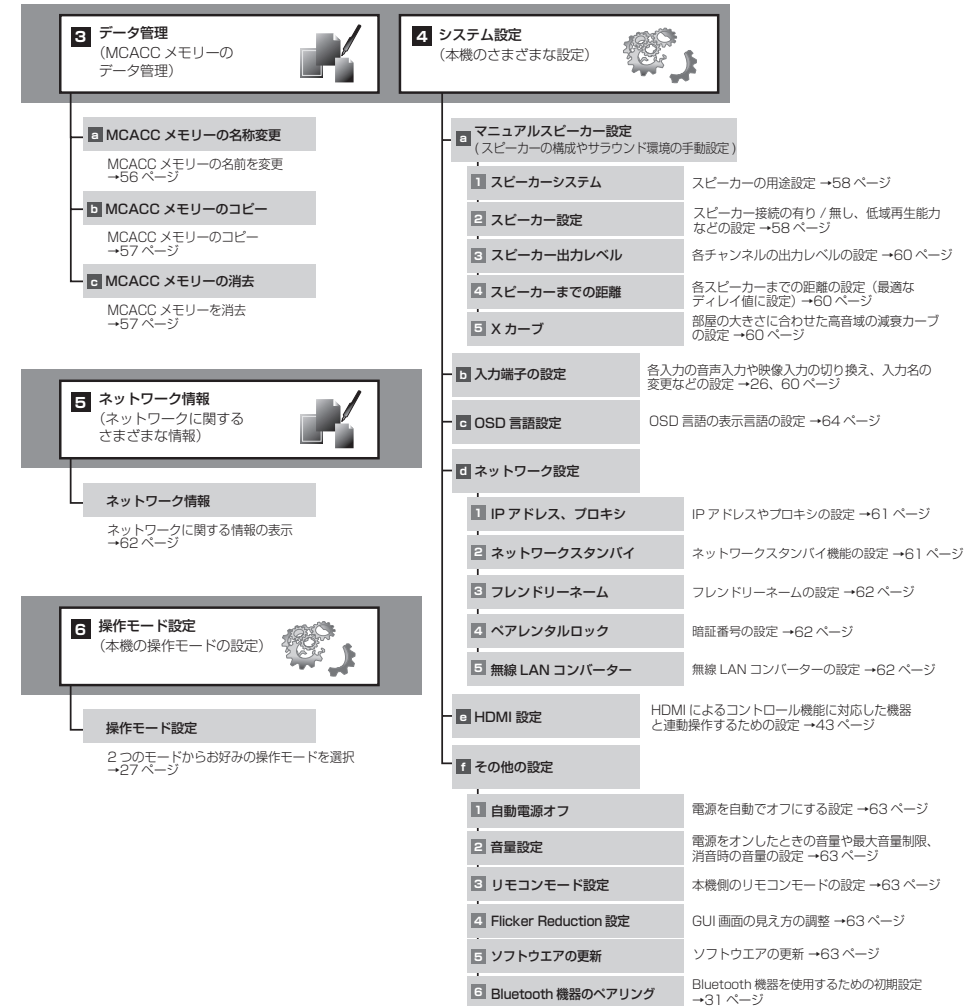 3 データ管理
（MCACC メモリーの
データ管理）
a MCACC メモリーの名称変更
MCACC メモリーの名前を変更
→56 ページ
b MCACC メモリーのコピー
MCACC メモリーのコピー
→57 ページ
c MCACC メモリーの消去
MCACC メモリーを消去
→57 ページ
5 ネットワーク情報
（ネットワークに関する
さまざまな情報）
ネットワーク情報
ネットワークに関する情報の表示
→62 ページ
6 操作モード設定
（本機の操作モードの設定）
操作モード設定
2 つのモードからお好みの操作モードを選択
→27 ページ
4 システム設定
（本機のさまざまな設定）
a マニュアルスピーカー設定
( スピーカーの構成やサラウンド環境の手動設定 )
1 スピーカーシステム
スピーカーの用途設定 →58 ページ
2 スピーカー設定
スピーカー接続の有り / 無し、低域再生能力
などの設定 →58 ページ
3 スピーカー出力レベル
各チャンネルの出力レベルの設定 →60 ページ
4 スピーカーまでの距離
各スピーカーまでの距離の設定（最適な
ディレイ値に設定）→60 ページ
5 X カーブ
部屋の大きさに合わせた高音域の減衰カーブ
の設定 →60 ページ
b 入力端子の設定
各入力の音声入力や映像入力の切り換え、入力名の
変更などの設定 →26、60 ページ
c OSD 言語設定
OSD 言語の表示言語の設定 →64 ページ
d ネットワーク設定
1 IP アドレス、プロキシ
IP アドレスやプロキシの設定 →61 ページ
2 ネットワークスタンバイ
ネットワークスタンバイ機能の設定 →61 ページ
3 フレンドリーネーム
フレンドリーネームの設定 →62 ページ
4 ペアレンタルロック
暗証番号の設定 →62 ページ
5 無線 LAN コンバーター
無線 LAN コンバーターの設定 →62 ページ
e HDMI 設定
HDMI によるコントロール機能に対応した機器
と連動操作するための設定 →43 ページ
f その他の設定
1 自動電源オフ
電源を自動でオフにする設定 →63 ページ
2 音量設定
電源をオンしたときの音量や最大音量制限、
消音時の音量の設定 →63 ページ
3 リモコンモード設定
本機側のリモコンモードの設定 →63 ページ
4 Flicker Reduction 設定
GUI 画面の見え方の調整 →63 ページ
5 ソフトウエアの更新
ソフトウエアの更新 →63 ページ
6 Bluetooth 機器のペアリング
Bluetooth 機器を使用するための初期設定
→31 ページ